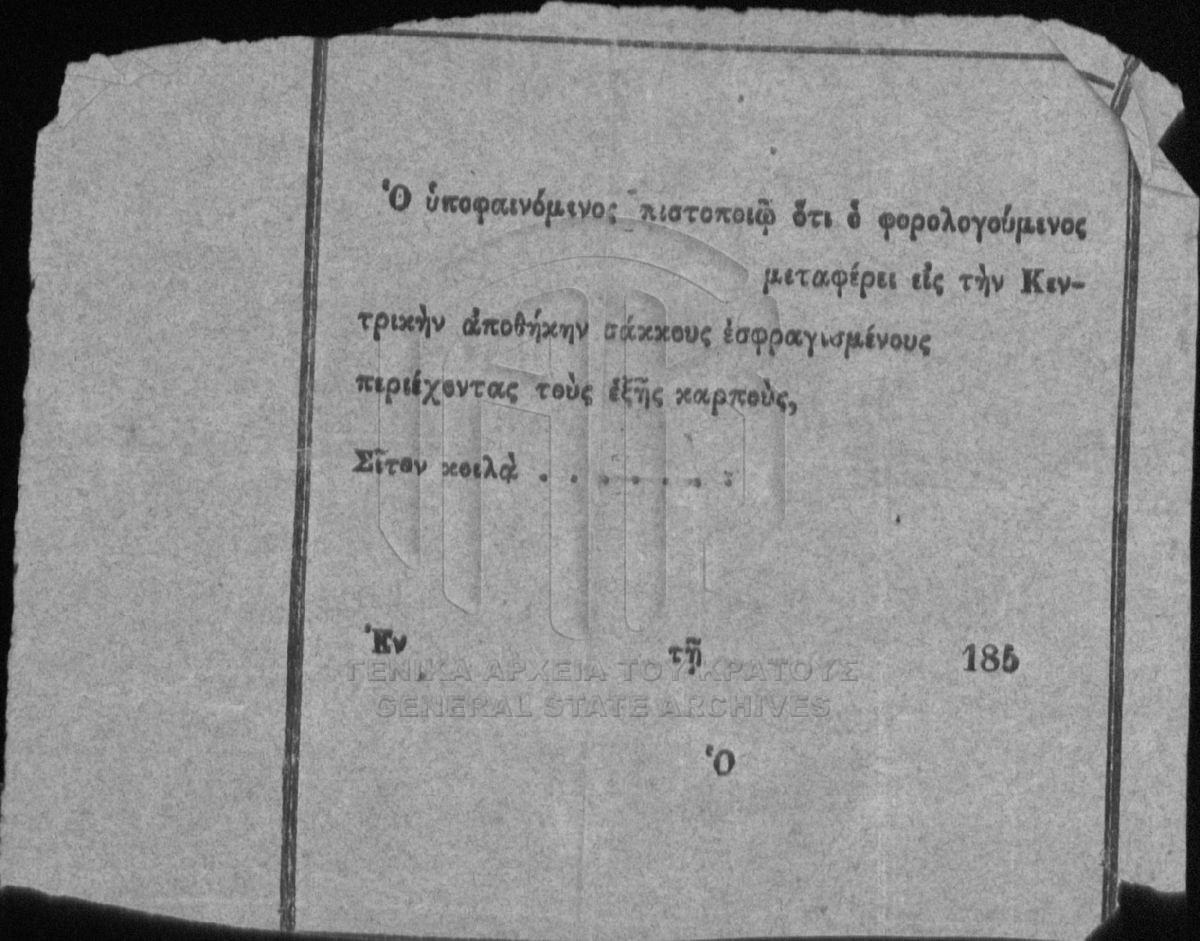 Ὁ ὑποφαινόμενος πιστοποιῶ ὅτι ὁ φορολογούμενος
μεταφέρει εἰς τὴν Κεν-
τρικὴν ἀποθήκην σάκκους ἐσφραγισμένους
περιέχοντας τοὺς ἑξῆς καρποὺς,
Σῖτον κοιλὰ . . . . . . :
Ἐν τῇ 185
ΓΕΝΙΚΑ ΑΡΧΕΙΑ ΤΟΥ ΚΡΑΤΟΥΣ
GENERAL STATE ARCHIVES
Ὁ